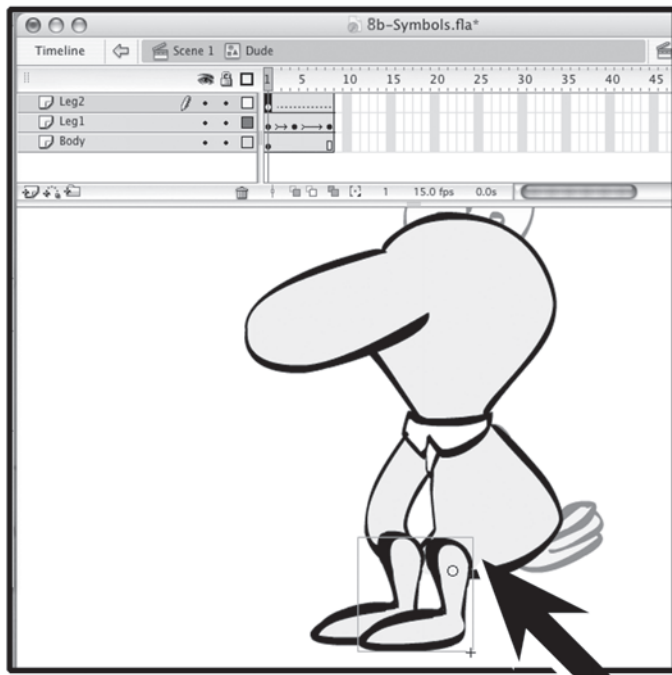 8b-Symbols.fla*
Timeline Scene 1 Dude
1 5 10 15 20 25 30 35 40 45
Leg2
Leg1
Body
1 15.0 fps 0.0s